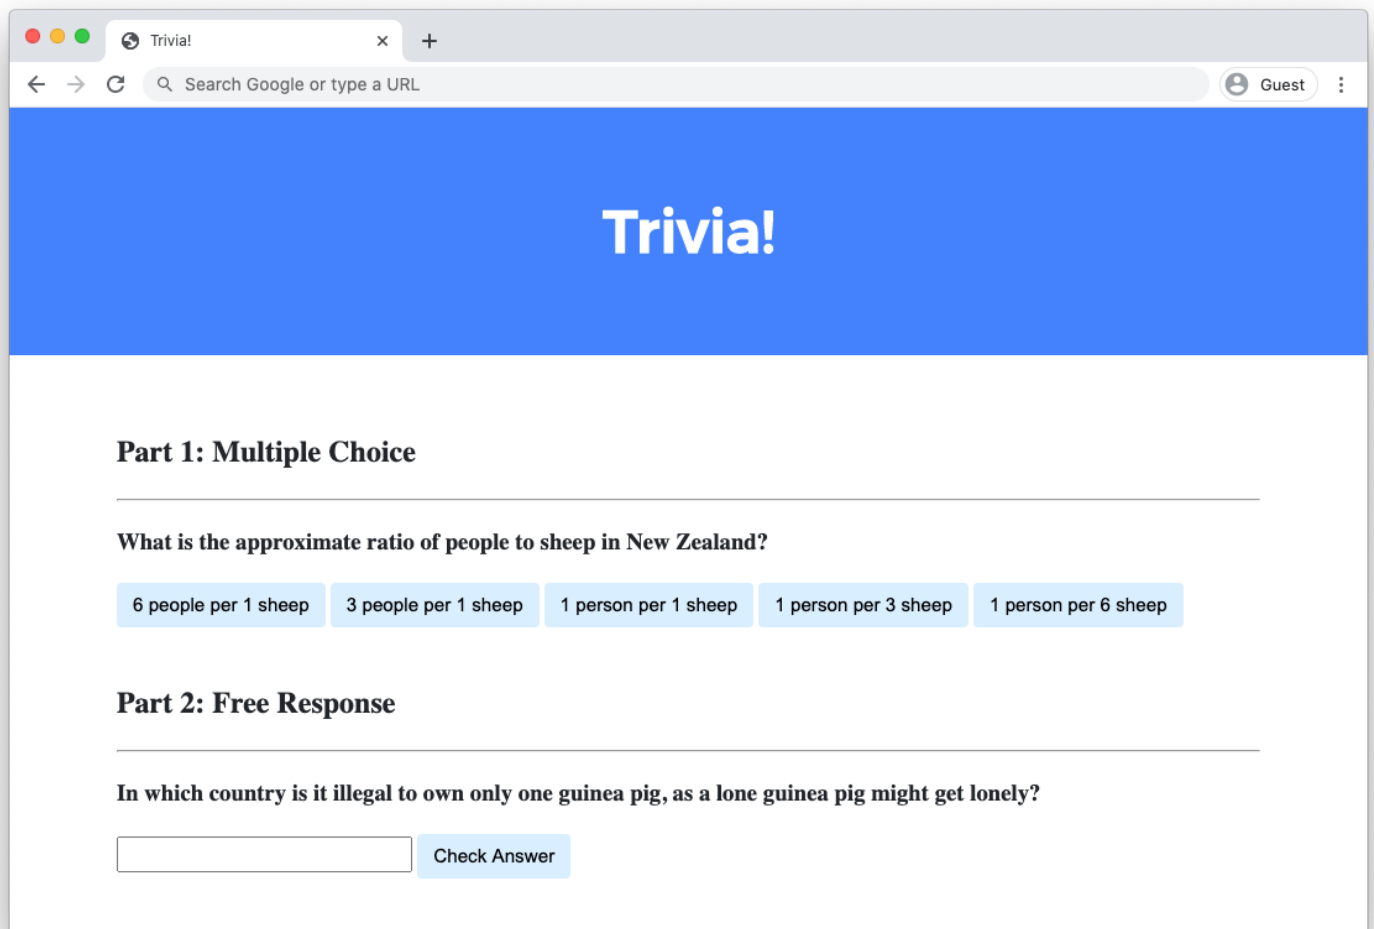 Trivia!
Search Google or type a URL
Guest
Trivia!
Part 1: Multiple Choice
What is the approximate ratio of people to sheep in New Zealand?
6 people per 1 sheep 3 people per 1 sheep 1 person per 1 sheep 1 person per 3 sheep 1 person per 6 sheep
Part 2: Free Response
In which country is it illegal to own only one guinea pig, as a lone guinea pig might get lonely?
Check Answer